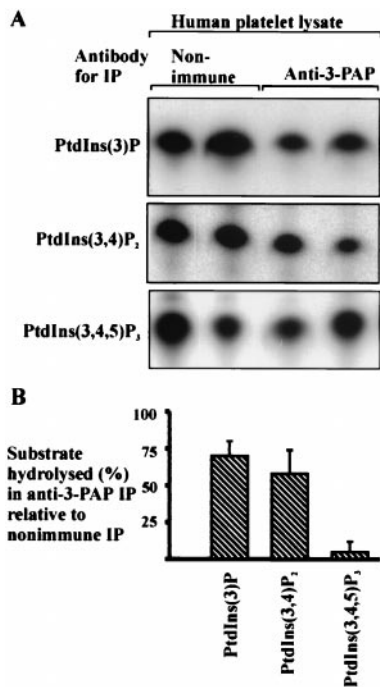 A
Human platelet lysate
Antibody for IP
Non-immune
Anti-3-PAP
PtdIns(3)P
PtdIns(3,4)P₂
PtdIns(3,4,5)P₃
B
100
75
50
25
Substrate
hydrolysed (%)
in anti-3-PAP IP
relative to
nonimmune IP
PtdIns(3)P
PtdIns(3,4)P₂
PtdIns(3,4,5)P₃